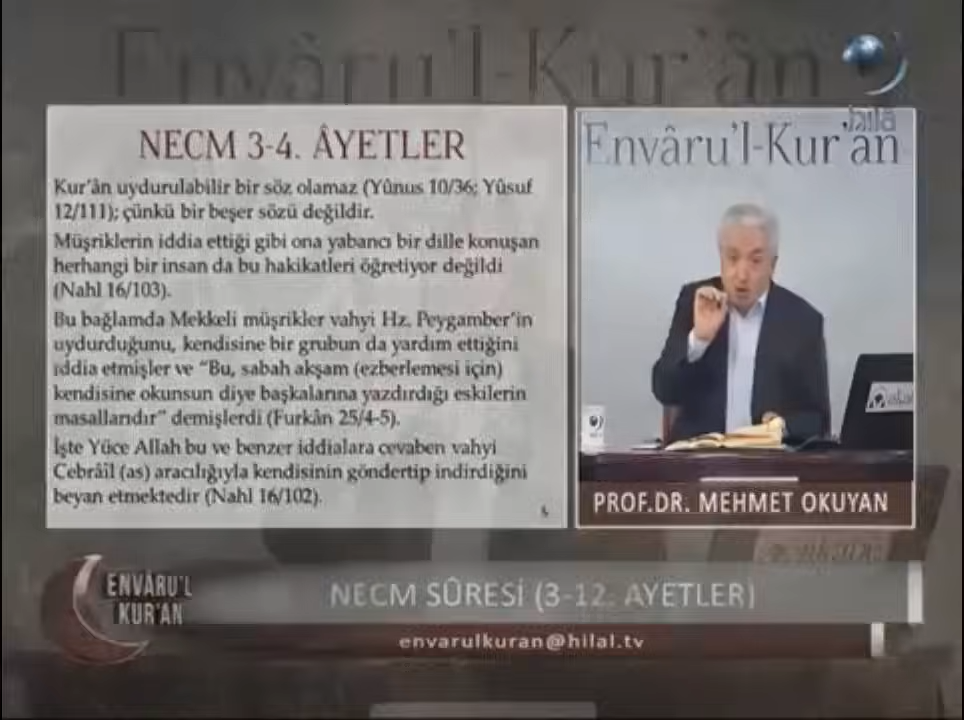 Envâru'l-Kur'ân
hilal
NECM 3-4. ÂYETLER
Kur'ân uydurulabilir bir söz olamaz (Yûnus 10/36; Yûsuf
12/111); çünkü bir beşer sözü değildir.
Müşriklerin iddia ettiği gibi ona yabancı bir dille konuşan
herhangi bir insan da bu hakikatleri öğretiyor değildi
(Nahl 16/103).
Bu bağlamda Mekkeli müşrikler vahyi Hz. Peygamber'in
uydurduğunu, kendisine bir grubun da yardım ettiğini
iddia etmişler ve "Bu, sabah akşam (ezberlemesi için)
kendisine okunsun diye başkalarına yazdırdığı eskilerin
masallarıdır" demişlerdi (Furkân 25/4-5).
İşte Yüce Allah bu ve benzer iddialara cevaben vahyi
Cebrâîl (as) aracılığıyla kendisinin göndertip indirdiğini
beyan etmektedir (Nahl 16/102).
Envâru'l-Kur'ân
PROF.DR. MEHMET OKUYAN
ENVÂRU'L
KUR'AN
NECM SÛRESİ (3-12. AYETLER)
envarulkuran@hilal.tv